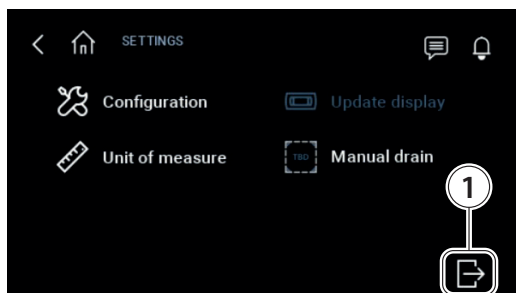 SETTINGS
Configuration
Update display
Unit of measure
TBD
Manual drain
1